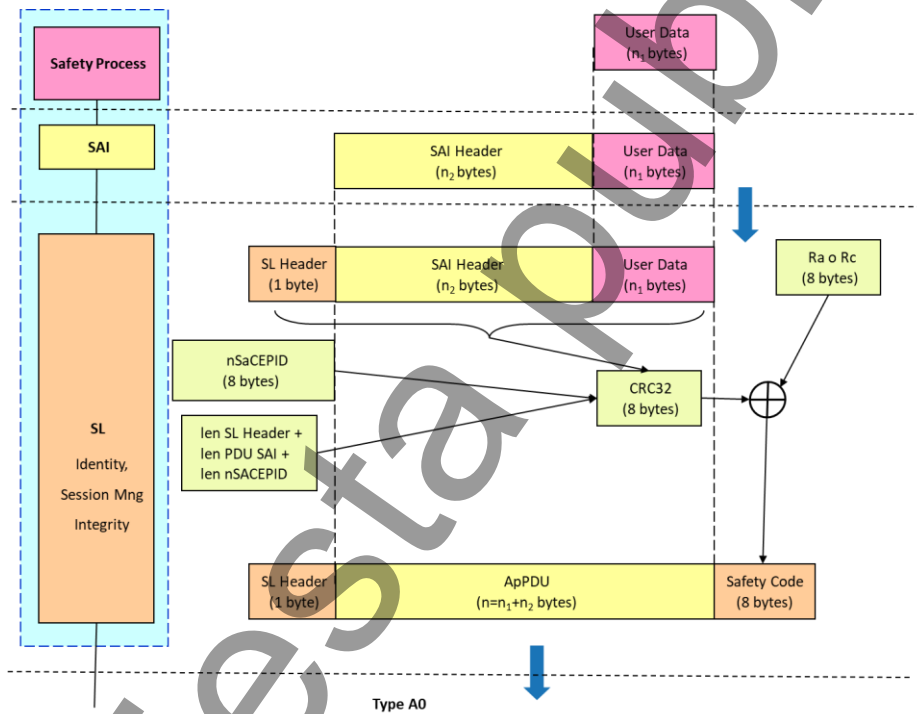 User Data
(n1 bytes)
Safety Process
SAI
SAI Header
(n2 bytes)
User Data
(n1 bytes)
SL Header
(1 byte)
SAI Header
(n2 bytes)
User Data
(n1 bytes)
Ra o Rc
(8 bytes)
nSaCEPID
(8 bytes)
CRC32
(8 bytes)
len SL Header +
len PDU SAI +
len nSACEPID
SL
Identity,
Session Mng
Integrity
SL Header
(1 byte)
ApPDU
(n=n1+n2 bytes)
Safety Code
(8 bytes)
Type A0
esta pub